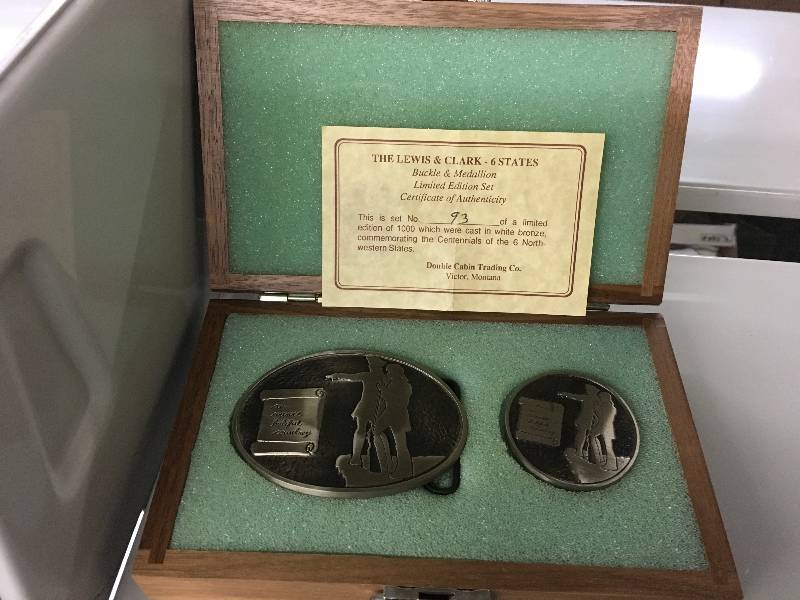 THE LEWIS & CLARK - 6 STATES
Buckle & Medallion
Limited Edition Set
Certificate of Authenticity
This is set No. 93 of a limited
edition of 1000 which were cast in white bronze,
commemorating the Centennials of the 6 North-
western States.
Double Cabin Trading Co.
Victor, Montana